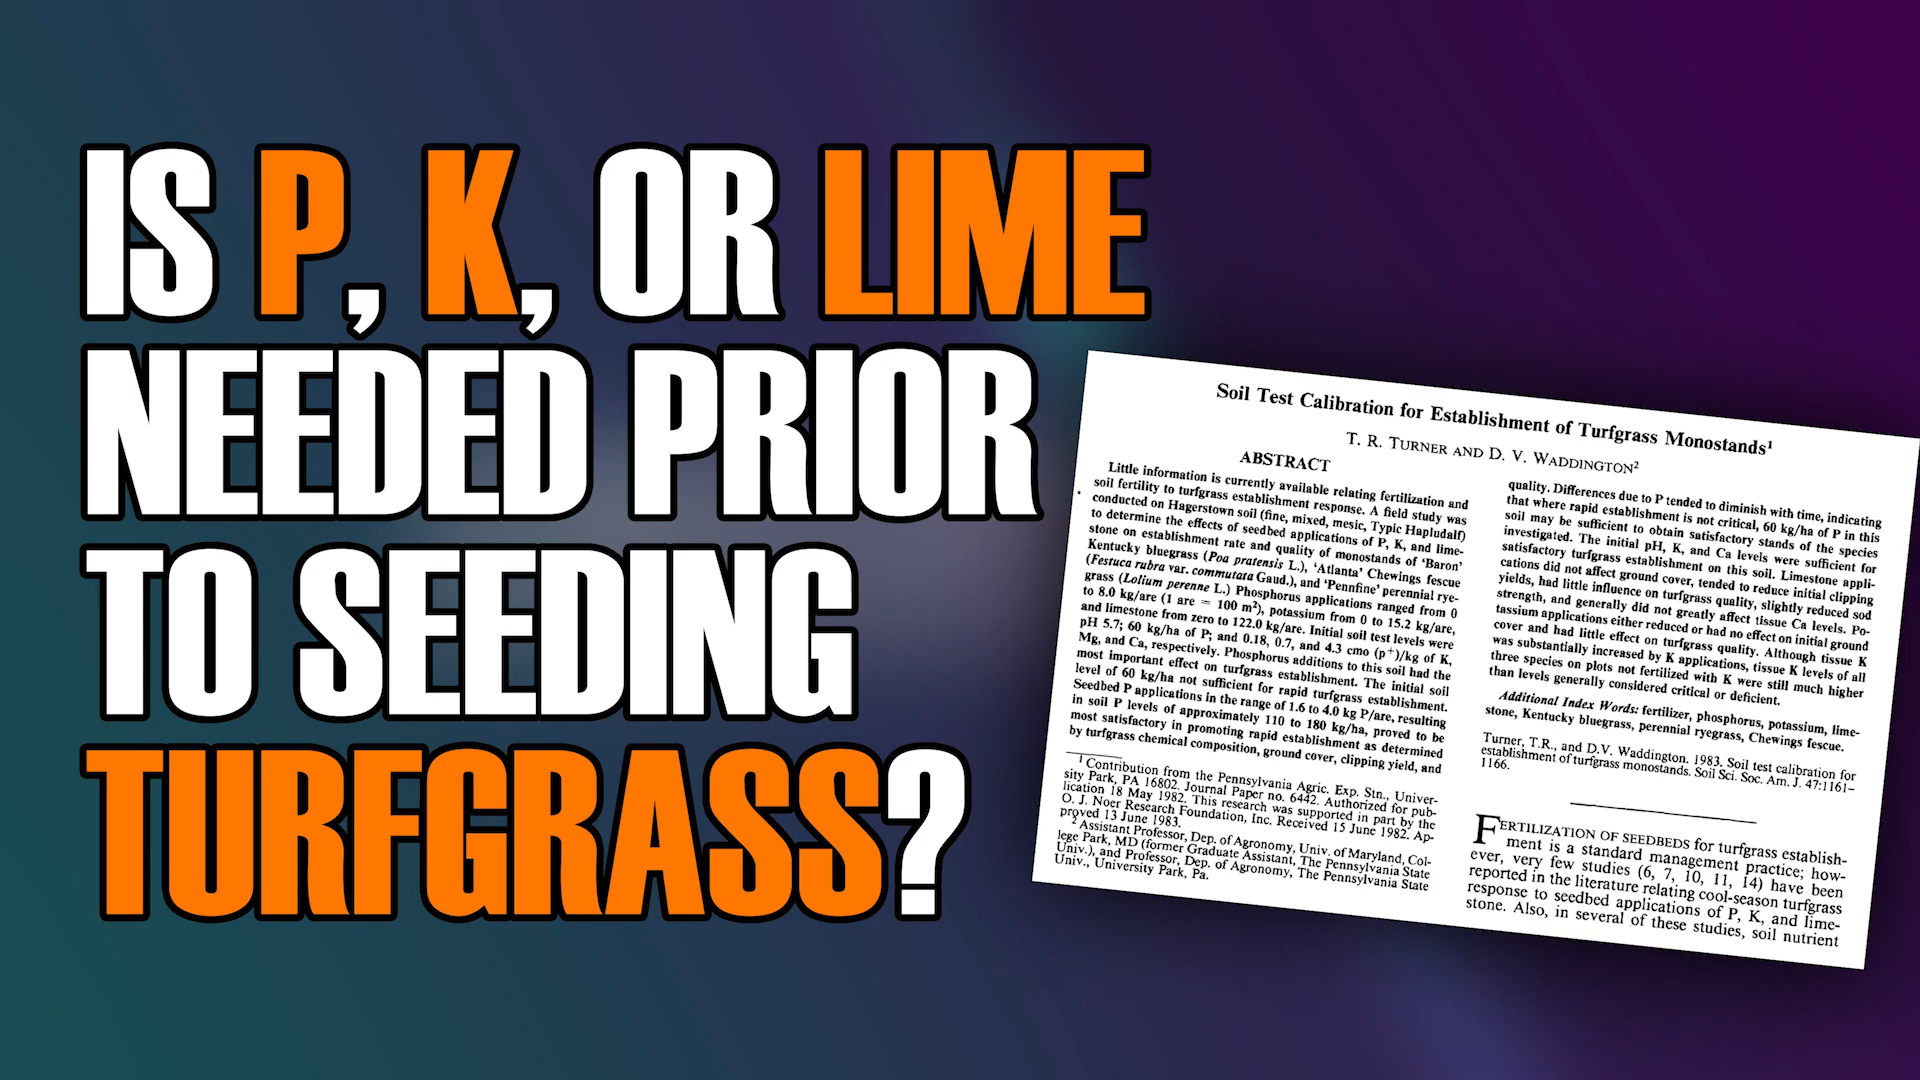 IS P, K, OR LIME
NEEDED PRIOR
TO SEEDING
TURFGRASS?
Soil Test Calibration for Establishment of Turfgrass Monostands¹
T. R. TURNER AND D. V. WADDINGTON²
ABSTRACT
Little information is currently available relating fertilization and
soil fertility to turfgrass establishment response. A field study was
conducted on Hagerstown soil (fine, mixed, mesic, Typic Hapludalf)
to determine the effects of seedbed applications of P, K, and lime-
stone on establishment rate and quality of monostands of ‘Baron’
Kentucky bluegrass (Poa pratensis L.), ‘Atlanta’ Chewings fescue
(Festuca rubra var. commutata Gaud.), and ‘Pennfine’ perennial rye-
grass (Lolium perenne L.) Phosphorus applications ranged from 0
to 8.0 kg/are (1 are = 100 m²), potassium from 0 to 15.2 kg/are,
and limestone from zero to 122.0 kg/are. Initial soil test levels were
pH 5.7; 60 kg/ha of P; and 0.18, 0.7, and 4.3 cmo (p⁺)/kg of K,
Mg, and Ca, respectively. Phosphorus additions to this soil had the
most important effect on turfgrass establishment. The initial soil
level of 60 kg/ha not sufficient for rapid turfgrass establishment.
Seedbed P applications in the range of 1.6 to 4.0 kg P/are, resulting
in soil P levels of approximately 110 to 180 kg/ha, proved to be
most satisfactory in promoting rapid establishment as determined
by turfgrass chemical composition, ground cover, clipping yield, and
¹ Contribution from the Pennsylvania Agric. Exp. Stn., Univer-
sity Park, PA 16802. Journal Paper no. 6442. Authorized for pub-
lication 18 May 1982. This research was supported in part by the
O. J. Noer Research Foundation, Inc. Received 15 June 1982. Ap-
proved 13 June 1983.
² Assistant Professor, Dep. of Agronomy, Univ. of Maryland, Col-
lege Park, MD (former Graduate Assistant, The Pennsylvania State
Univ.), and Professor, Dep. of Agronomy, The Pennsylvania State
Univ., University Park, Pa.
quality. Differences due to P tended to diminish with time, indicating
that where rapid establishment is not critical, 60 kg/ha of P in this
soil may be sufficient to obtain satisfactory stands of the species
investigated. The initial pH, K, and Ca levels were sufficient for
satisfactory turfgrass establishment on this soil. Limestone appli-
cations did not affect ground cover, tended to reduce initial clipping
yields, had little influence on turfgrass quality, slightly reduced sod
strength, and generally did not greatly affect tissue Ca levels. Po-
tassium applications either reduced or had no effect on initial ground
cover and had little effect on turfgrass quality. Although tissue K
was substantially increased by K applications, tissue K levels of all
three species on plots not fertilized with K were still much higher
than levels generally considered critical or deficient.
Additional Index Words: fertilizer, phosphorus, potassium, lime-
stone, Kentucky bluegrass, perennial ryegrass, Chewings fescue.
Turner, T.R., and D.V. Waddington. 1983. Soil test calibration for
establishment of turfgrass monostands. Soil Sci. Soc. Am. J. 47:1161–
1166.
FERTILIZATION OF SEEDBEDS for turfgrass establish-
ment is a standard management practice; how-
ever, very few studies (6, 7, 10, 11, 14) have been
reported in the literature relating cool-season turfgrass
response to seedbed applications of P, K, and lime-
stone. Also, in several of these studies, soil nutrient